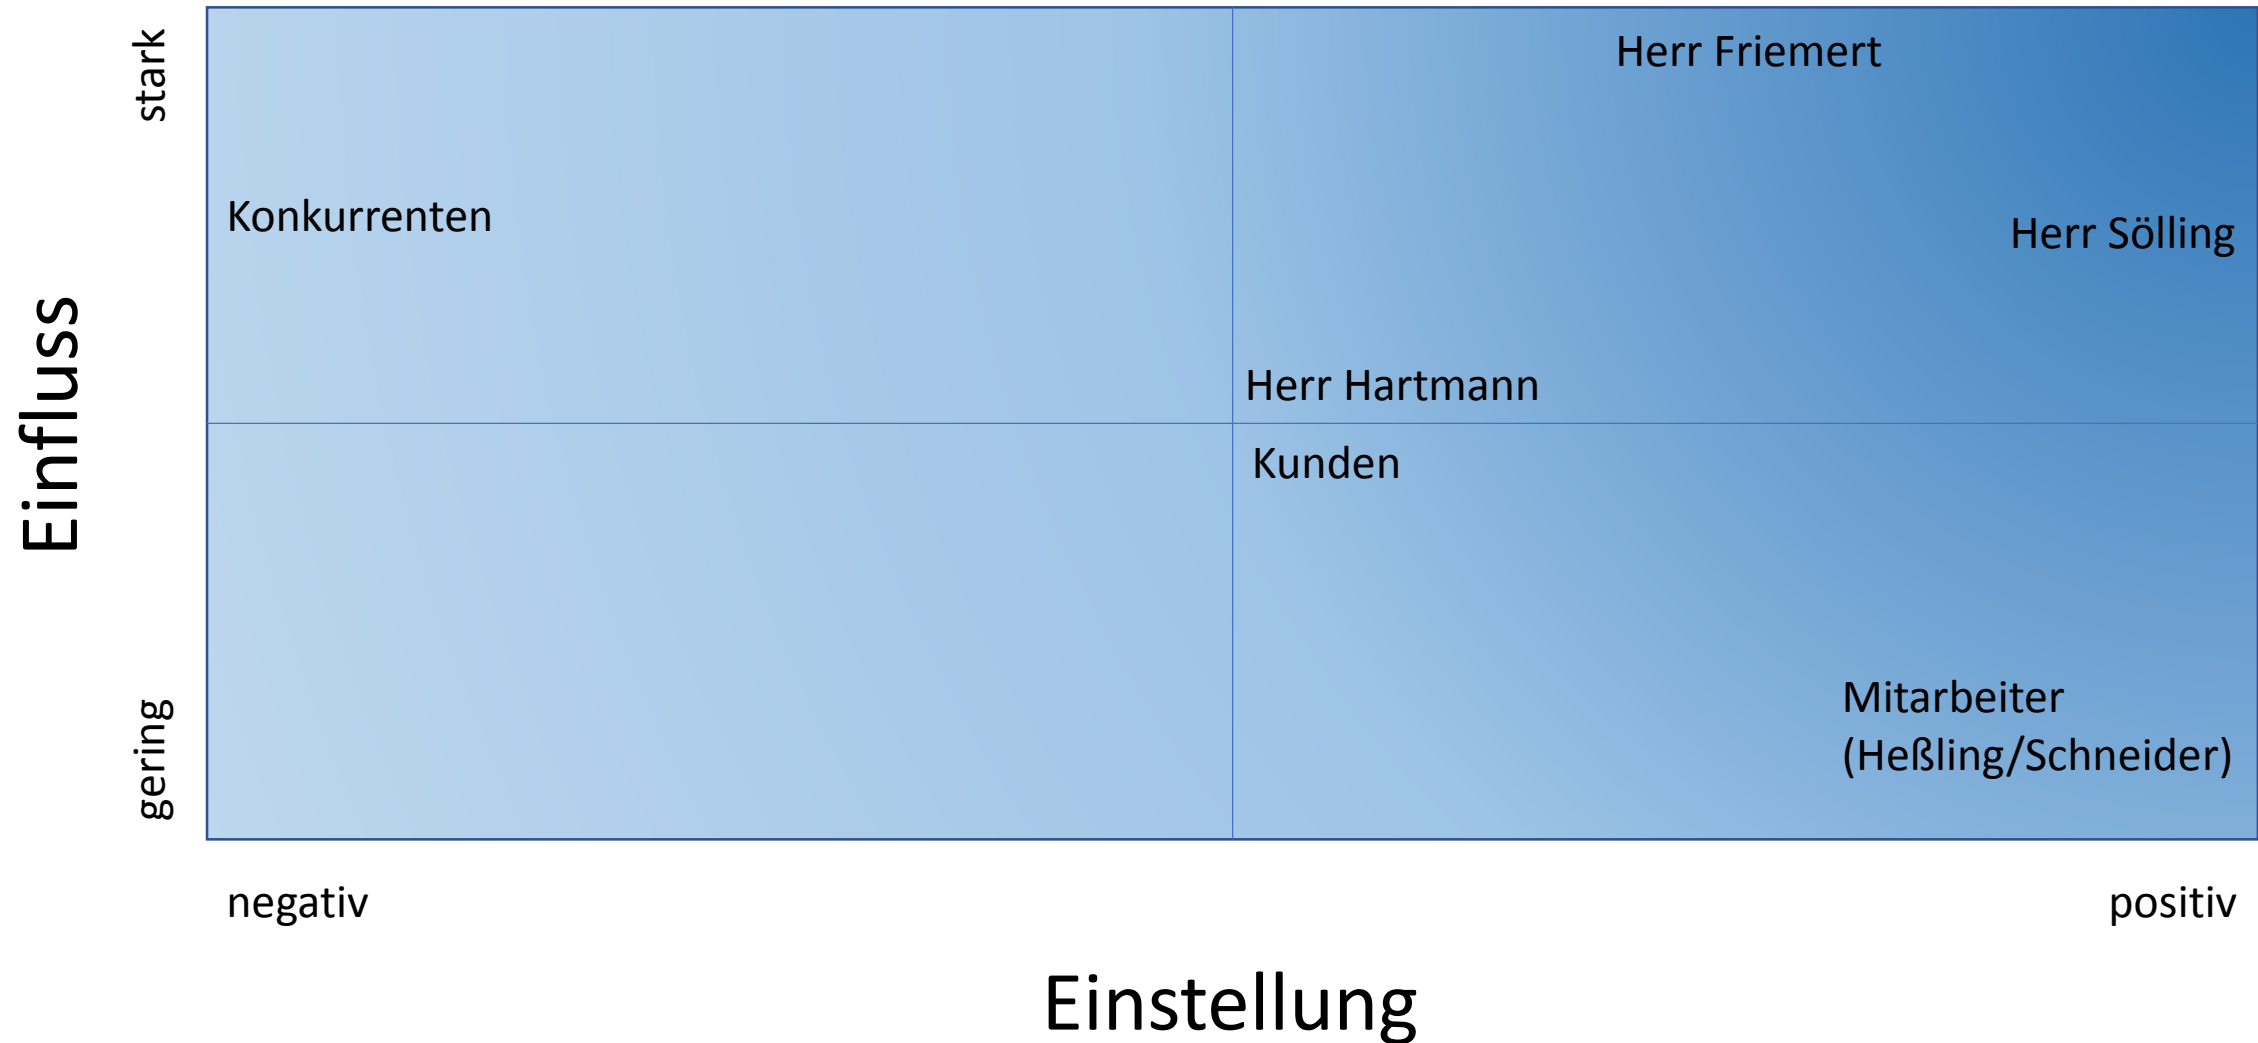 stark
Herr Friemert
Konkurrenten
Herr Sölling
Einfluss
Herr Hartmann
Kunden
gering
Mitarbeiter
(Heßling/Schneider)
negativ
positiv
Einstellung